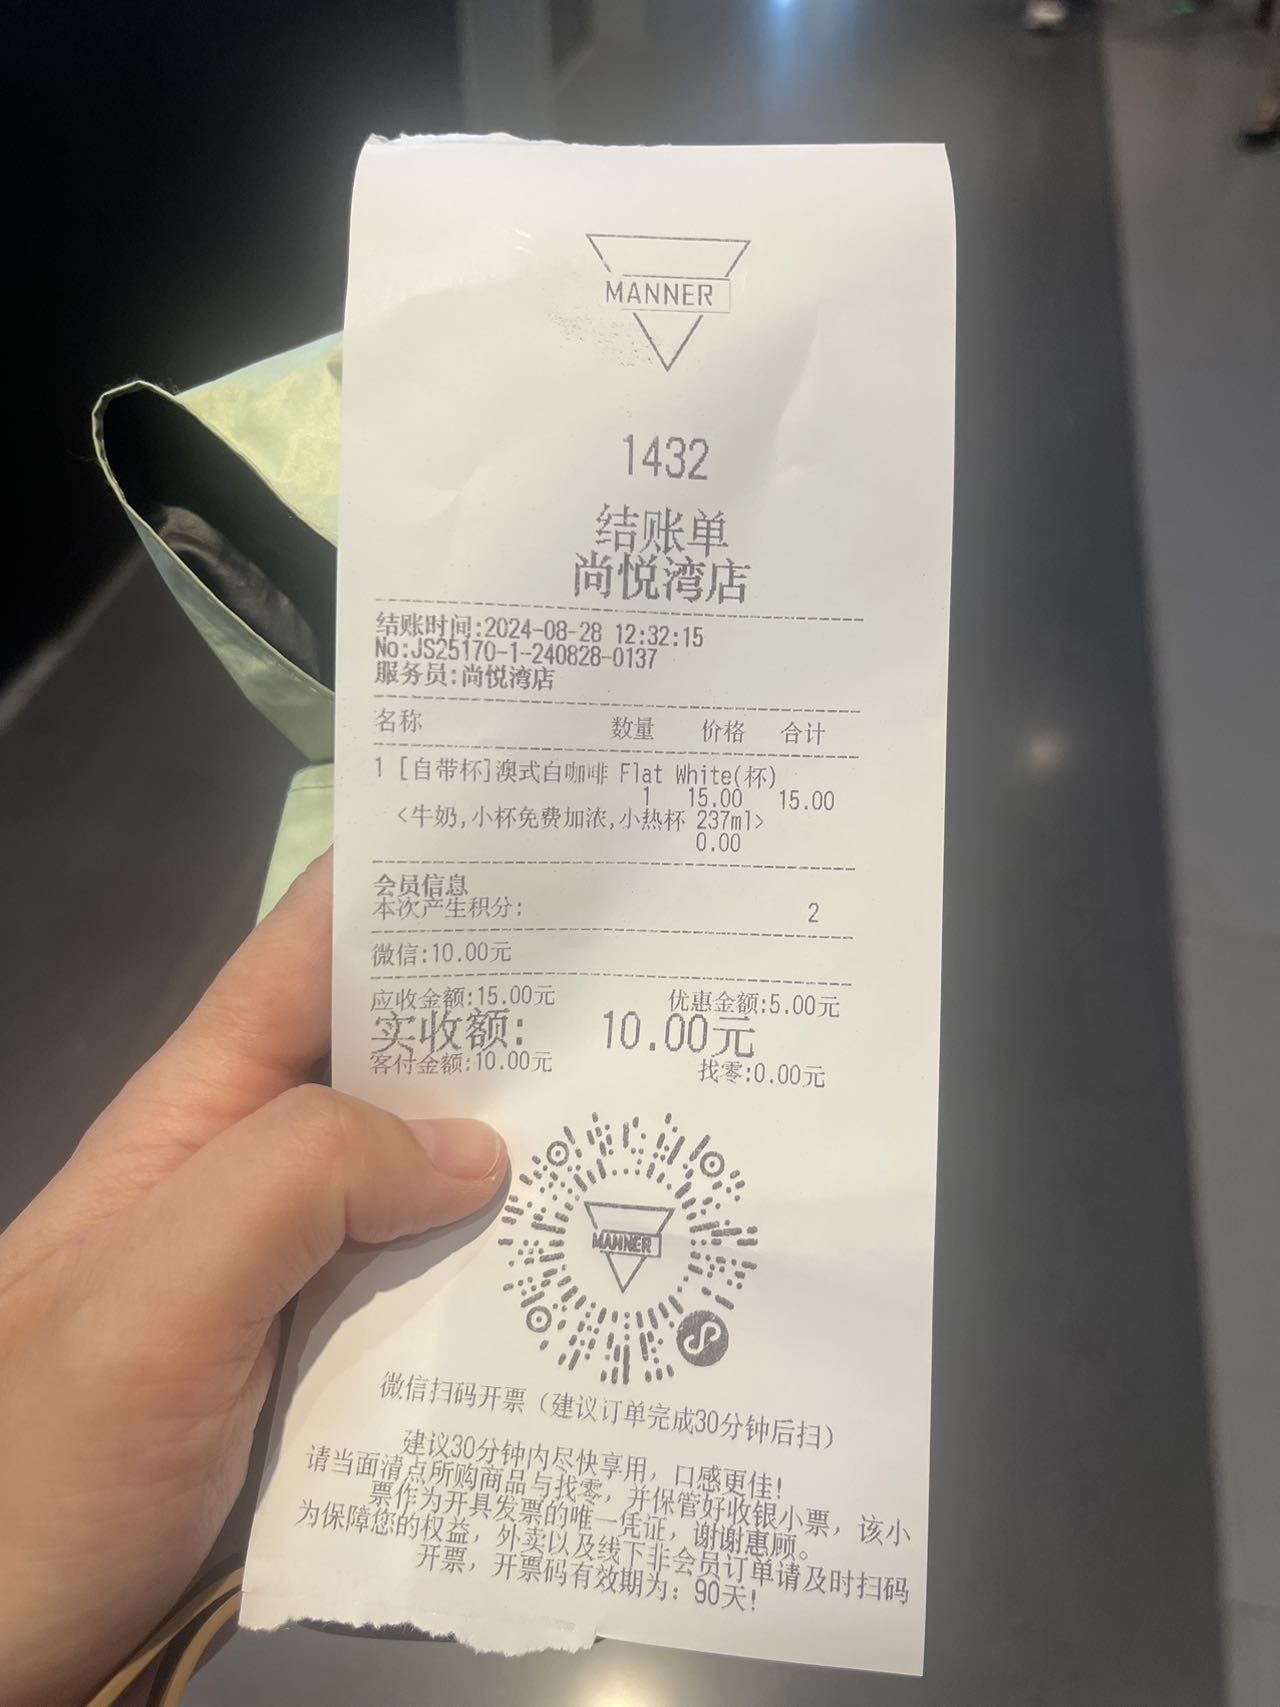 MANNER
1432
结账单
尚悦湾店
结账时间:2024-08-28 12:32:15
No:JS25170-1-240828-0137
服务员:尚悦湾店
名称 数量 价格 合计
1 [自带杯]澳式白咖啡 Flat White(杯)
1 15.00 15.00
<牛奶,小杯免费加浓,小热杯 237ml>
0.00
会员信息
本次产生积分: 2
微信:10.00元
应收金额:15.00元 优惠金额:5.00元
实收额: 10.00元
客付金额:10.00元 找零:0.00元
MANNER
微信扫码开票（建议订单完成30分钟后扫）
建议30分钟内尽快享用，口感更佳!
请当面清点所购商品与找零，并保管好收银小票，该小
票作为开具发票的唯一凭证，谢谢惠顾。
为保障您的权益，外卖以及线下非会员订单请及时扫码
开票，开票码有效期为：90天!